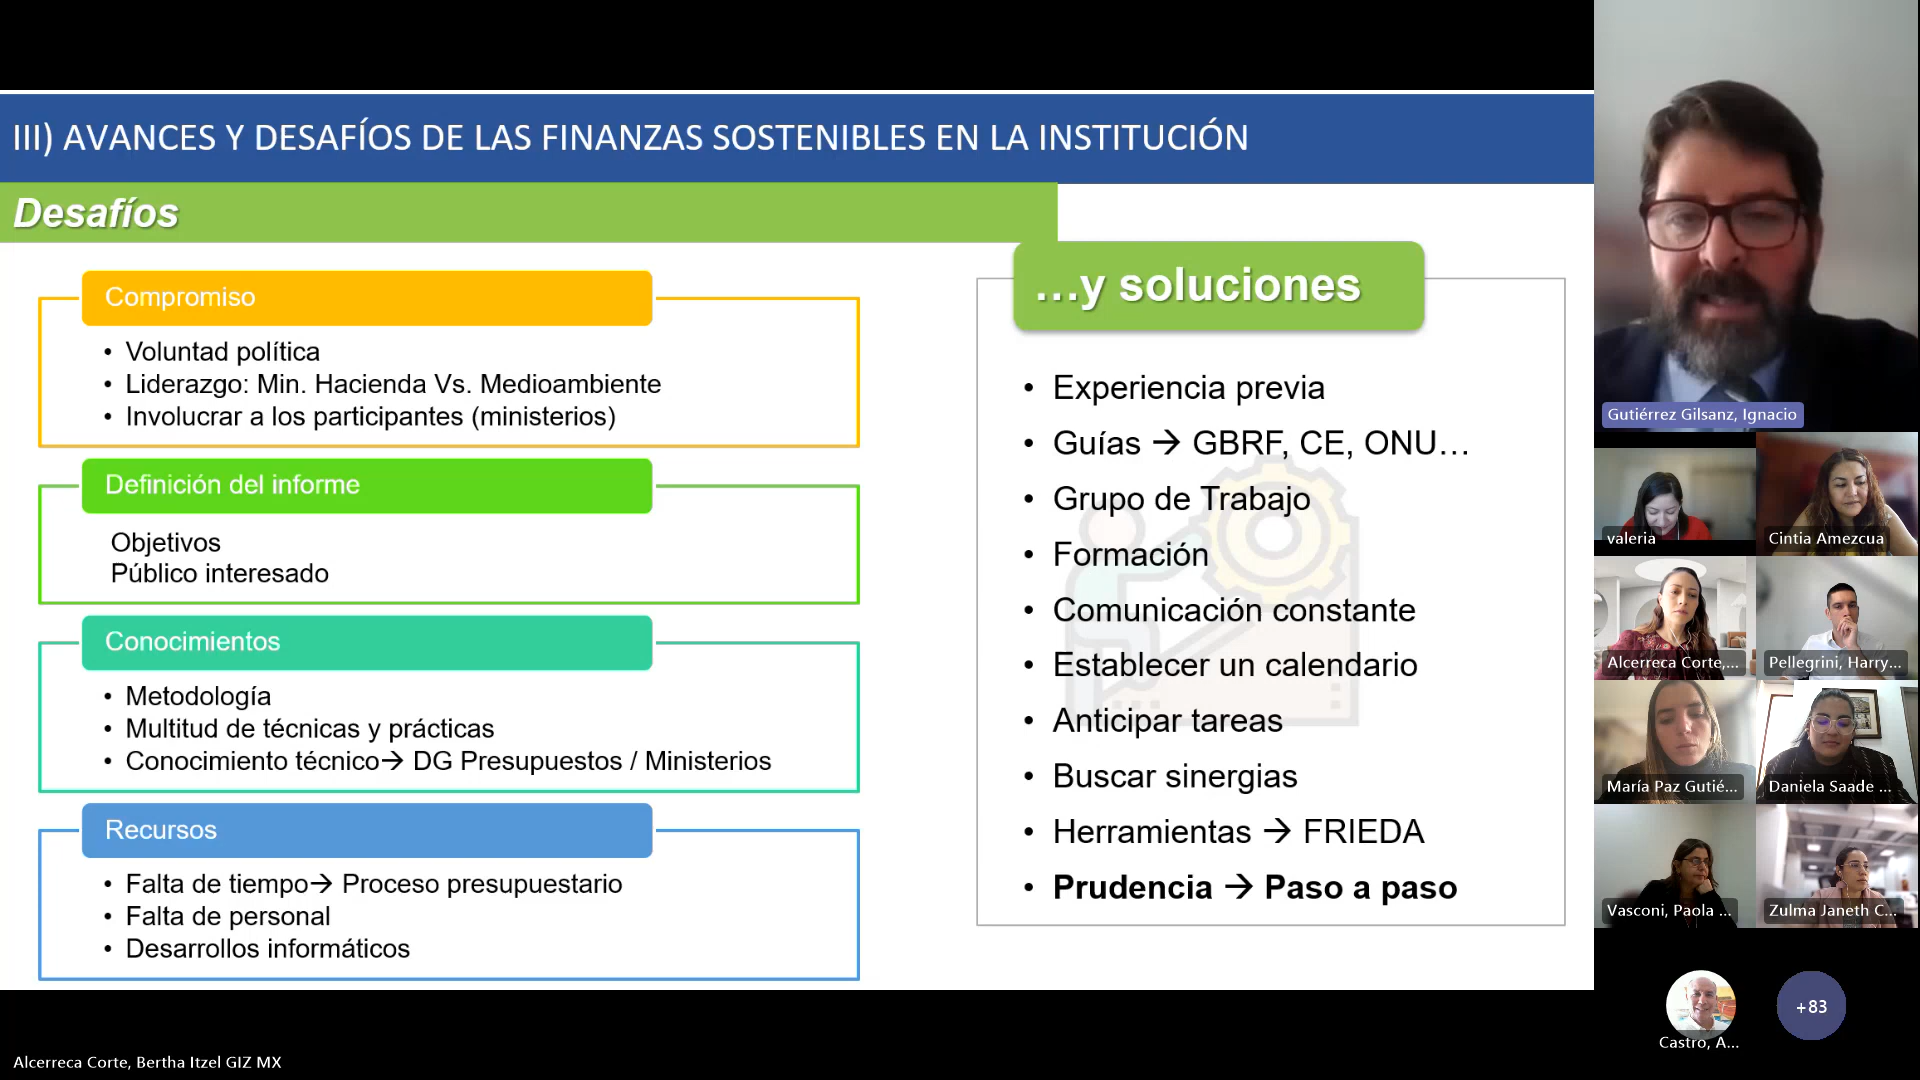 III) AVANCES Y DESAFÍOS DE LAS FINANZAS SOSTENIBLES EN LA INSTITUCIÓN
Desafíos
Compromiso
• Voluntad política
• Liderazgo: Min. Hacienda Vs. Medioambiente
• Involucrar a los participantes (ministerios)
Definición del informe
Objetivos
Público interesado
Conocimientos
• Metodología
• Multitud de técnicas y prácticas
• Conocimiento técnico→ DG Presupuestos / Ministerios
Recursos
• Falta de tiempo→ Proceso presupuestario
• Falta de personal
• Desarrollos informáticos
...y soluciones
• Experiencia previa
• Guías → GBRF, CE, ONU...
• Grupo de Trabajo
• Formación
• Comunicación constante
• Establecer un calendario
• Anticipar tareas
• Buscar sinergias
• Herramientas → FRIEDA
• Prudencia → Paso a paso
Gutiérrez Gilsanz, Ignacio
valeria
Cintia Amezcua
Alcerreca Corte,...
Pellegrini, Harry...
María Paz Gutié...
Daniela Saade ...
Vasconi, Paola ...
Zulma Janeth C...
Castro, A...
+83
Alcerreca Corte, Bertha Itzel GIZ MX